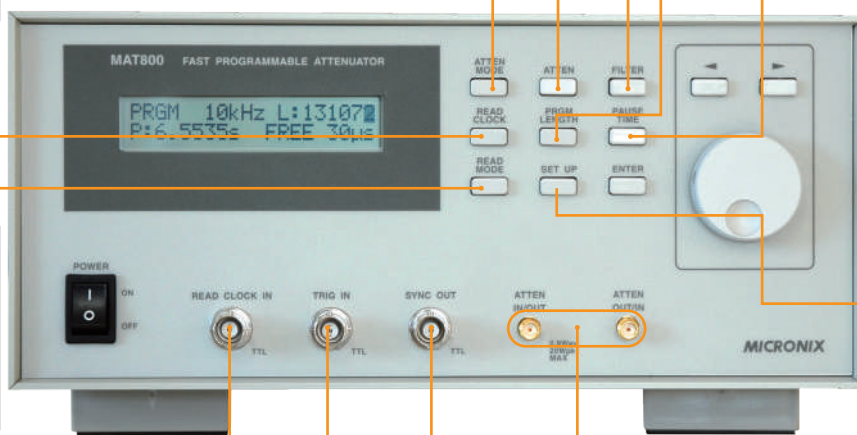 MAT800 FAST PROGRAMMABLE ATTENUATOR
PRGM 10kHz L:131072
P:6.5535s FREE 30µs
ATTEN MODE
ATTEN
FILTER
READ CLOCK
PRGM LENGTH
PAUSE TIME
READ MODE
SET UP
ENTER
POWER
ON
OFF
READ CLOCK IN
TTL
TRIG IN
TTL
SYNC OUT
TTL
ATTEN IN/OUT
ATTEN OUT/IN
MAX
MICRONIX